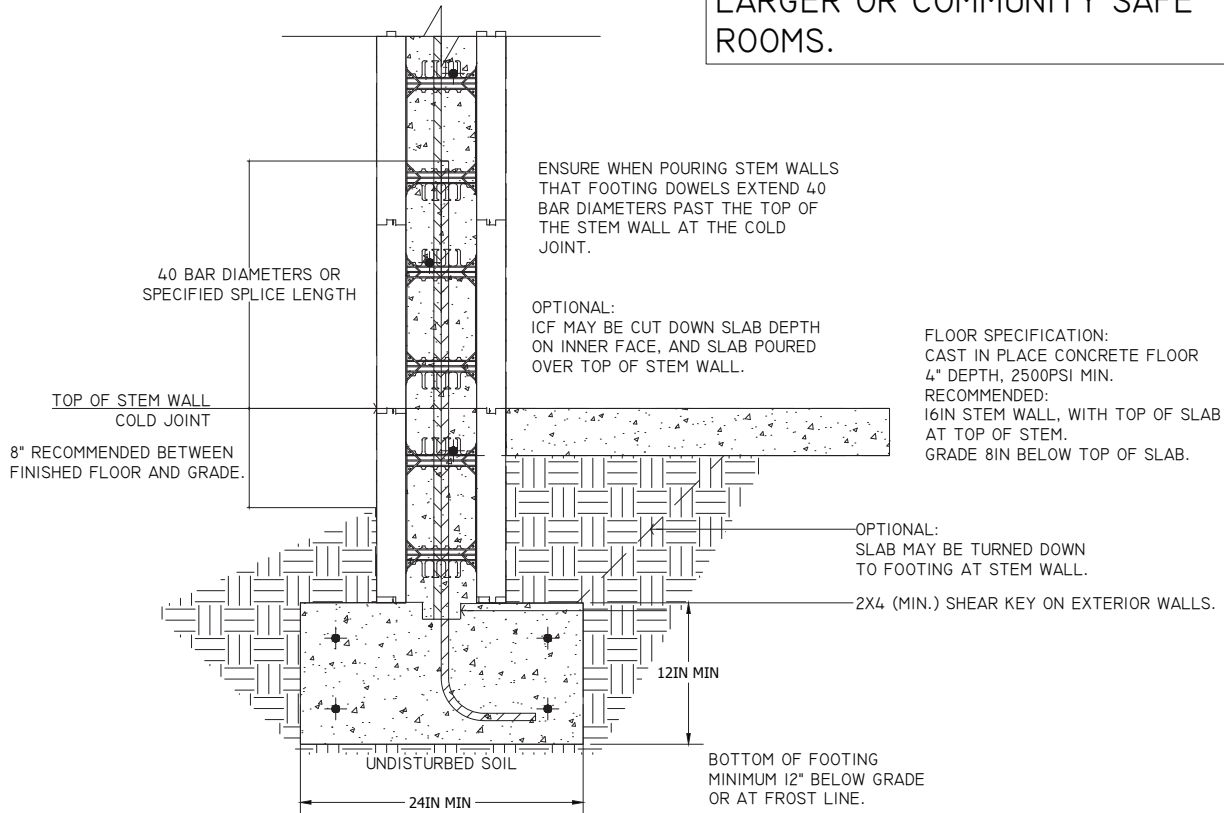 LARGER OR COMMUNITY SAFE
ROOMS.
ENSURE WHEN POURING STEM WALLS
THAT FOOTING DOWELS EXTEND 40
BAR DIAMETERS PAST THE TOP OF
THE STEM WALL AT THE COLD
JOINT.
40 BAR DIAMETERS OR
SPECIFIED SPLICE LENGTH
OPTIONAL:
ICF MAY BE CUT DOWN SLAB DEPTH
ON INNER FACE, AND SLAB POURED
OVER TOP OF STEM WALL.
FLOOR SPECIFICATION:
CAST IN PLACE CONCRETE FLOOR
4" DEPTH, 2500PSI MIN.
RECOMMENDED:
16IN STEM WALL, WITH TOP OF SLAB
AT TOP OF STEM.
GRADE 8IN BELOW TOP OF SLAB.
TOP OF STEM WALL
COLD JOINT
8" RECOMMENDED BETWEEN
FINISHED FLOOR AND GRADE.
OPTIONAL:
SLAB MAY BE TURNED DOWN
TO FOOTING AT STEM WALL.
2X4 (MIN.) SHEAR KEY ON EXTERIOR WALLS.
12IN MIN
UNDISTURBED SOIL
BOTTOM OF FOOTING
MINIMUM 12" BELOW GRADE
OR AT FROST LINE.
24IN MIN